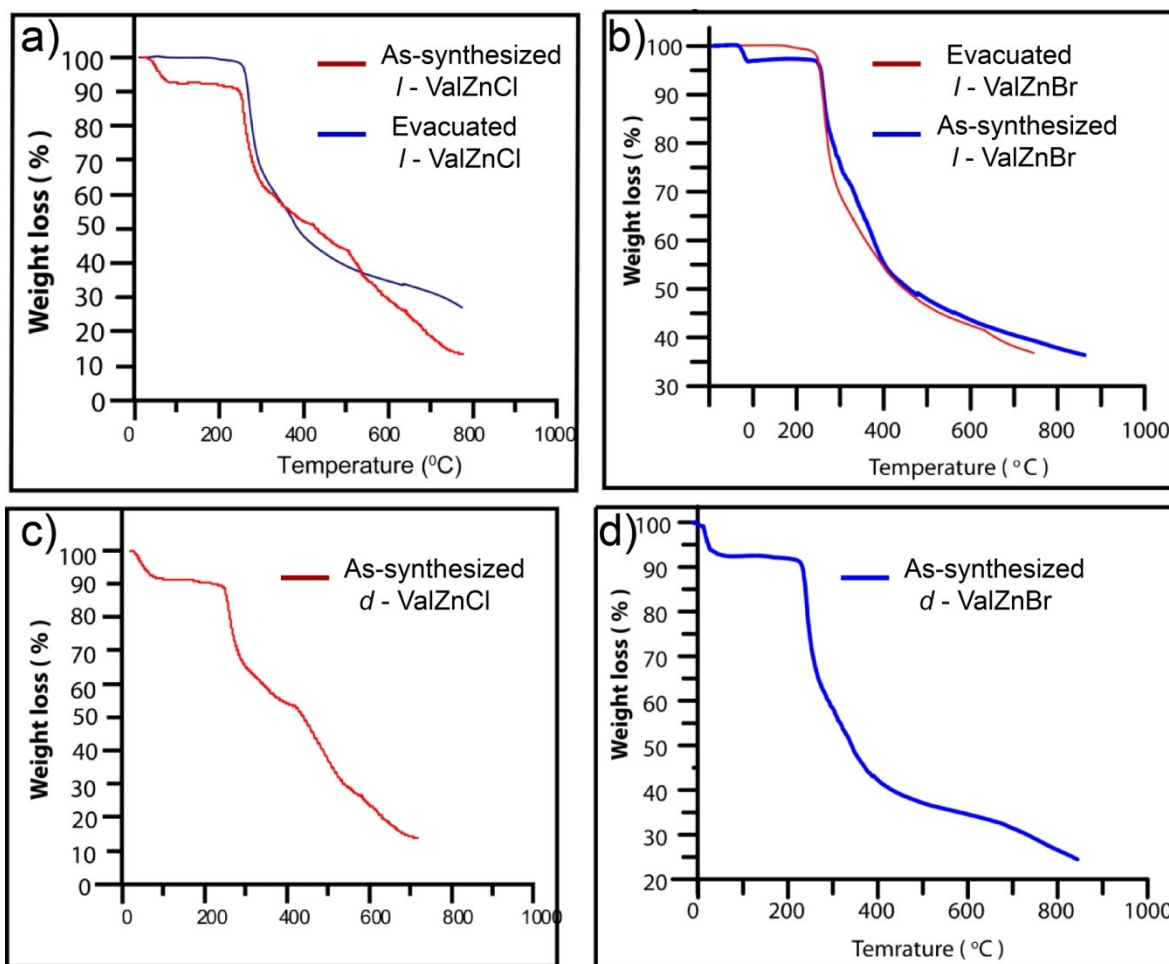 a)
As-synthesized
l - ValZnCl
Evacuated
l - ValZnCl
Weight loss ( % )
100
90
80
70
60
50
40
30
20
10
0
0 200 400 600 800 1000
Temperature (⁰C)
b)
Evacuated
l - ValZnBr
As-synthesized
l - ValZnBr
Weight loss ( % )
100
90
80
70
60
50
40
30
0 200 400 600 800 1000
Temperature ( °C )
c)
As-synthesized
d - ValZnCl
Weight loss ( % )
100
90
80
70
60
50
40
30
20
10
0
0 200 400 600 800 1000
d)
As-synthesized
d - ValZnBr
Weight loss ( % )
100
90
80
70
60
50
40
30
20
0 200 400 600 800 1000
Temrature ( °C )